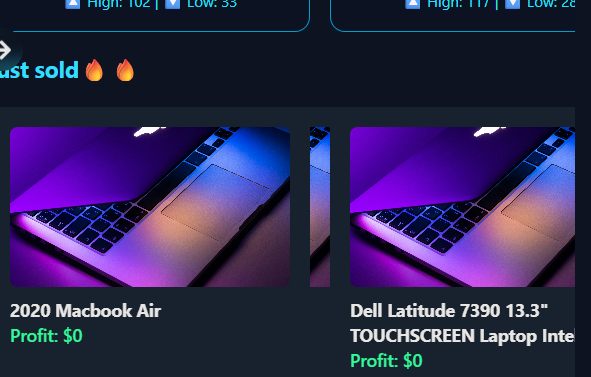 🔼 High: 102 | 🔽 Low: 33
🔼 High: 117 | 🔽 Low: 28
ust sold 🔥 🔥
2020 Macbook Air
Profit: $0
Dell Latitude 7390 13.3"
TOUCHSCREEN Laptop Inte
Profit: $0